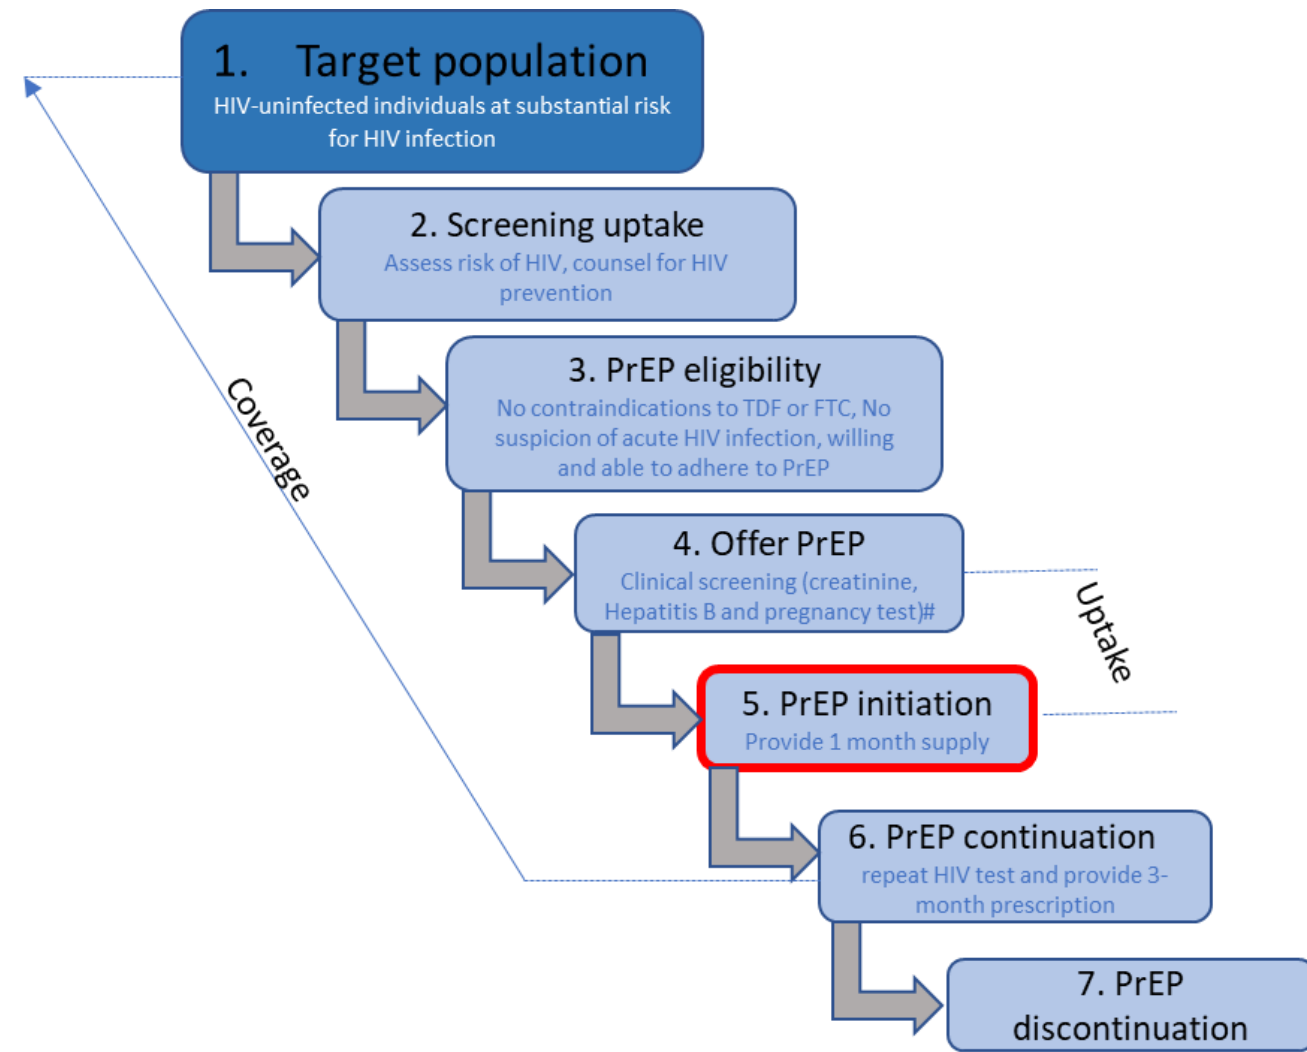 1. Target population
HIV-uninfected individuals at substantial risk
for HIV infection
2. Screening uptake
Assess risk of HIV, counsel for HIV
prevention
3. PrEP eligibility
No contraindications to TDF or FTC, No
suspicion of acute HIV infection, willing
and able to adhere to PrEP
Coverage
4. Offer PrEP
Clinical screening (creatinine,
Hepatitis B and pregnancy test)#
Uptake
5. PrEP initiation
Provide 1 month supply
6. PrEP continuation
repeat HIV test and provide 3-
month prescription
7. PrEP
discontinuation